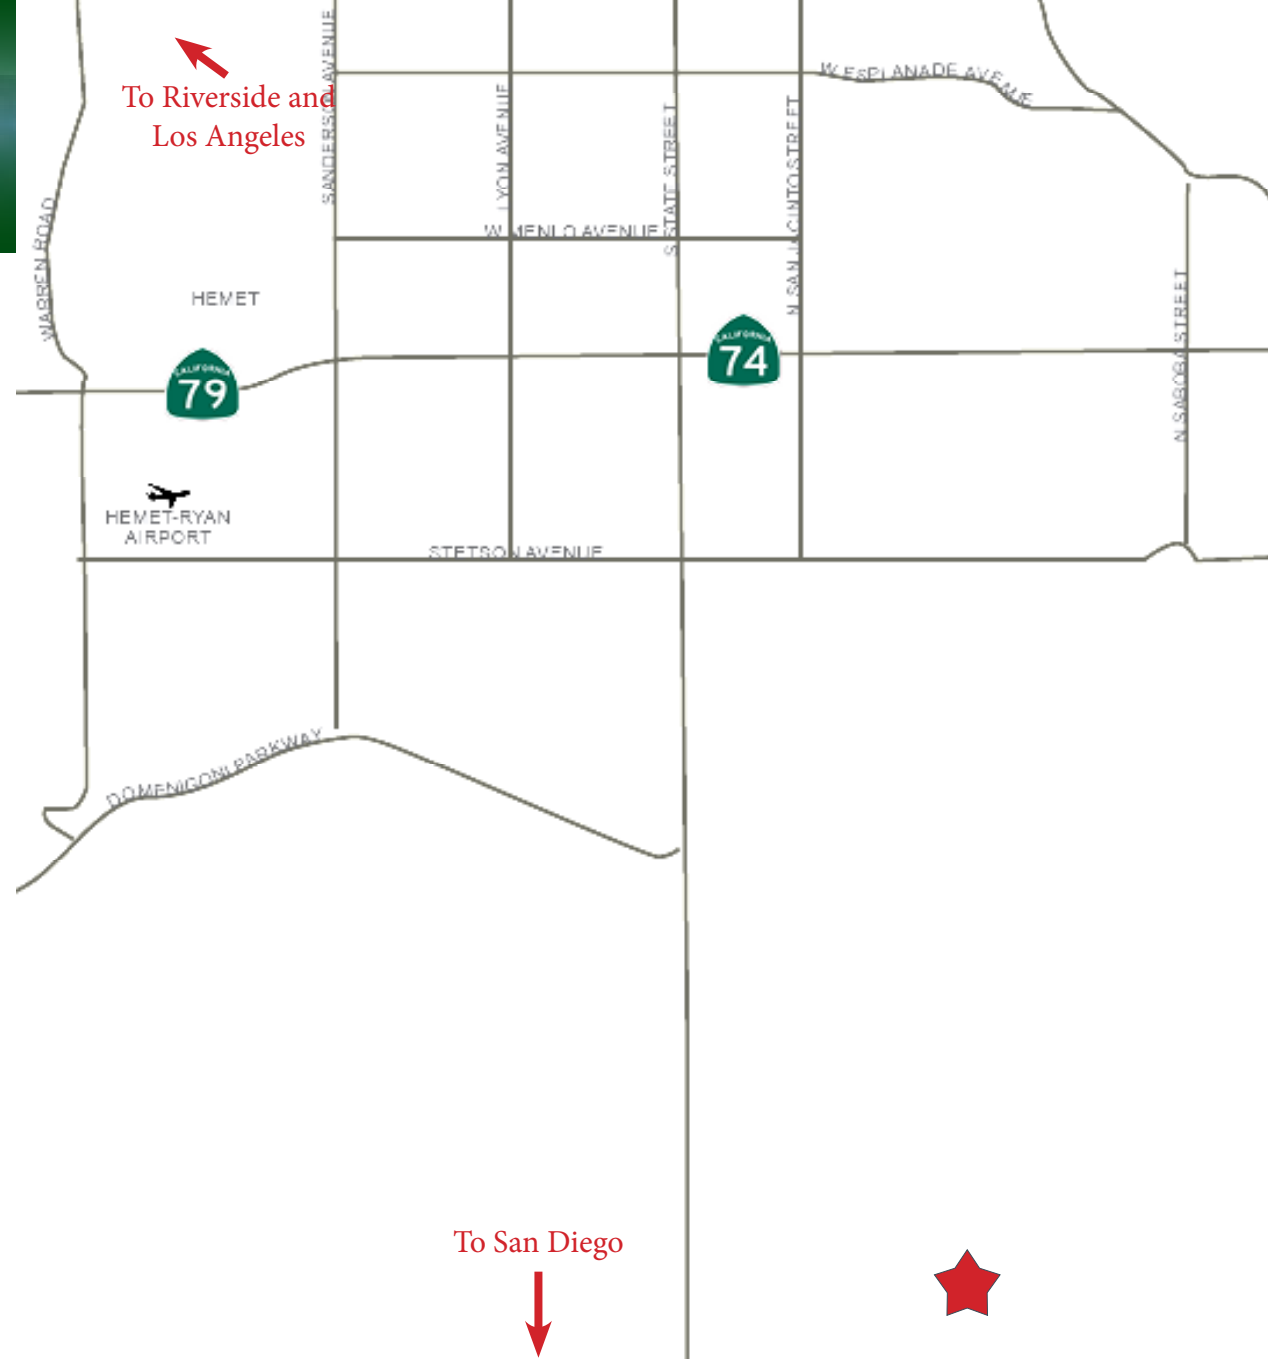 SANDERSON AVENUE
W ESPLANADE AVENUE
To Riverside and
Los Angeles
LYON AVENUE
S STATE STREET
N SAN JACINTO STREET
WARREN ROAD
W MENLO AVENUE
HEMET
N SABOBA STREET
CALIFORNIA
74
CALIFORNIA
79
HEMET-RYAN
AIRPORT
STETSON AVENUE
DOMENIGONI PARKWAY
To San Diego